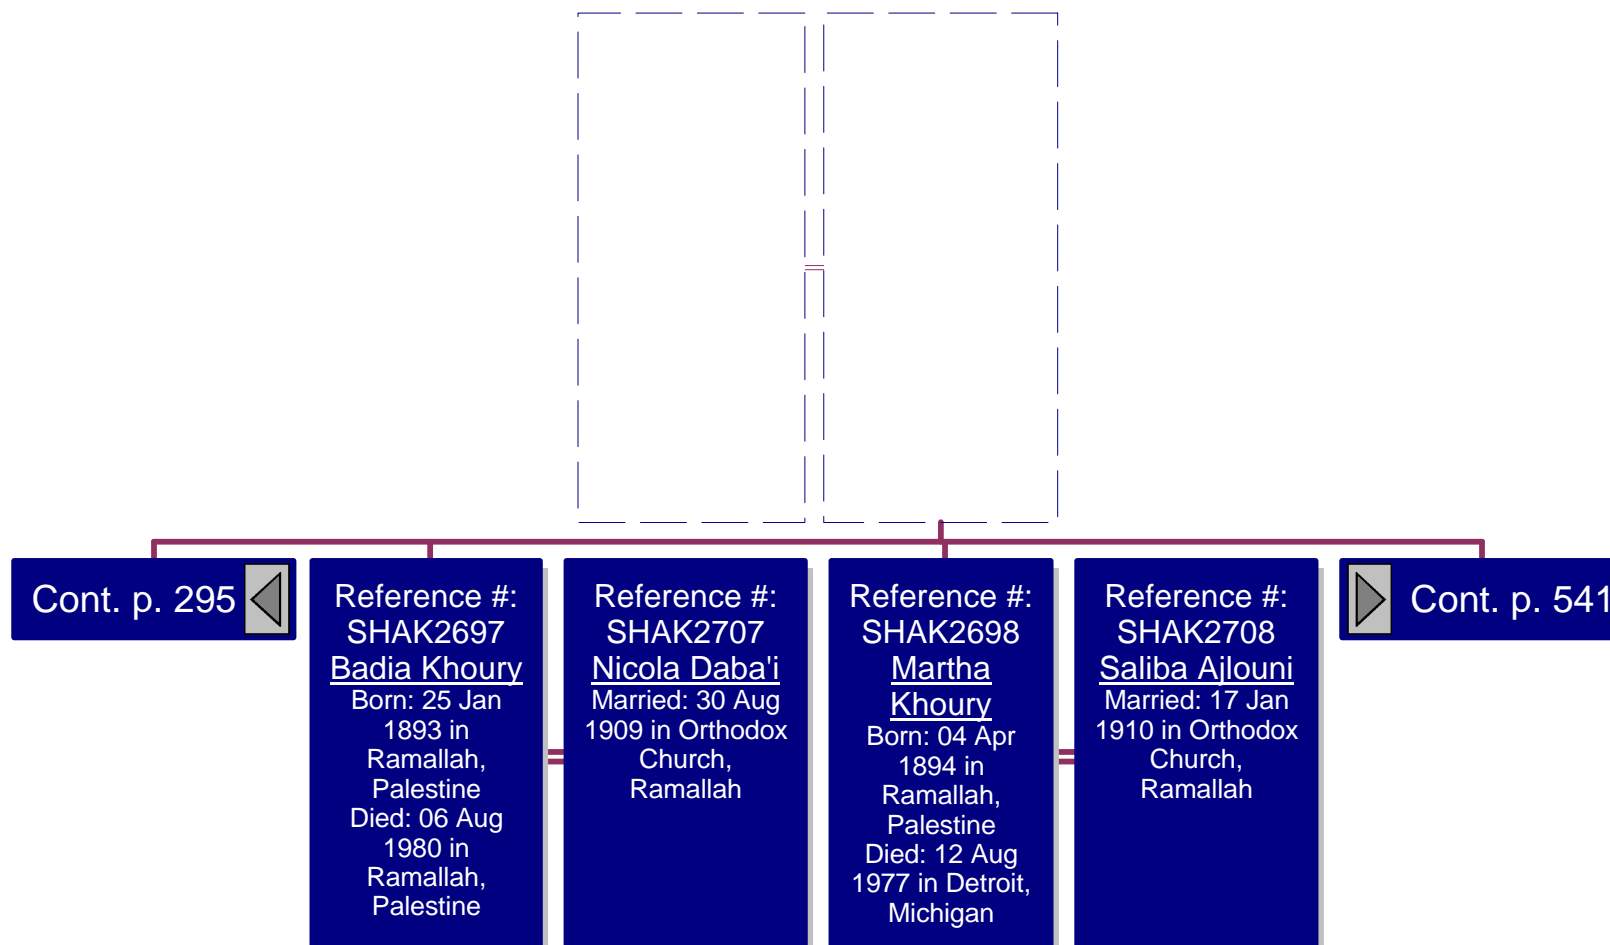 Cont. p. 295
Reference #:
SHAK2697
Badia Khoury
Born: 25 Jan
1893 in
Ramallah,
Palestine
Died: 06 Aug
1980 in
Ramallah,
Palestine
Reference #:
SHAK2707
Nicola Daba'i
Married: 30 Aug
1909 in Orthodox
Church,
Ramallah
Reference #:
SHAK2698
Martha
Khoury
Born: 04 Apr
1894 in
Ramallah,
Palestine
Died: 12 Aug
1977 in Detroit,
Michigan
Reference #:
SHAK2708
Saliba Ajlouni
Married: 17 Jan
1910 in Orthodox
Church,
Ramallah
Cont. p. 541